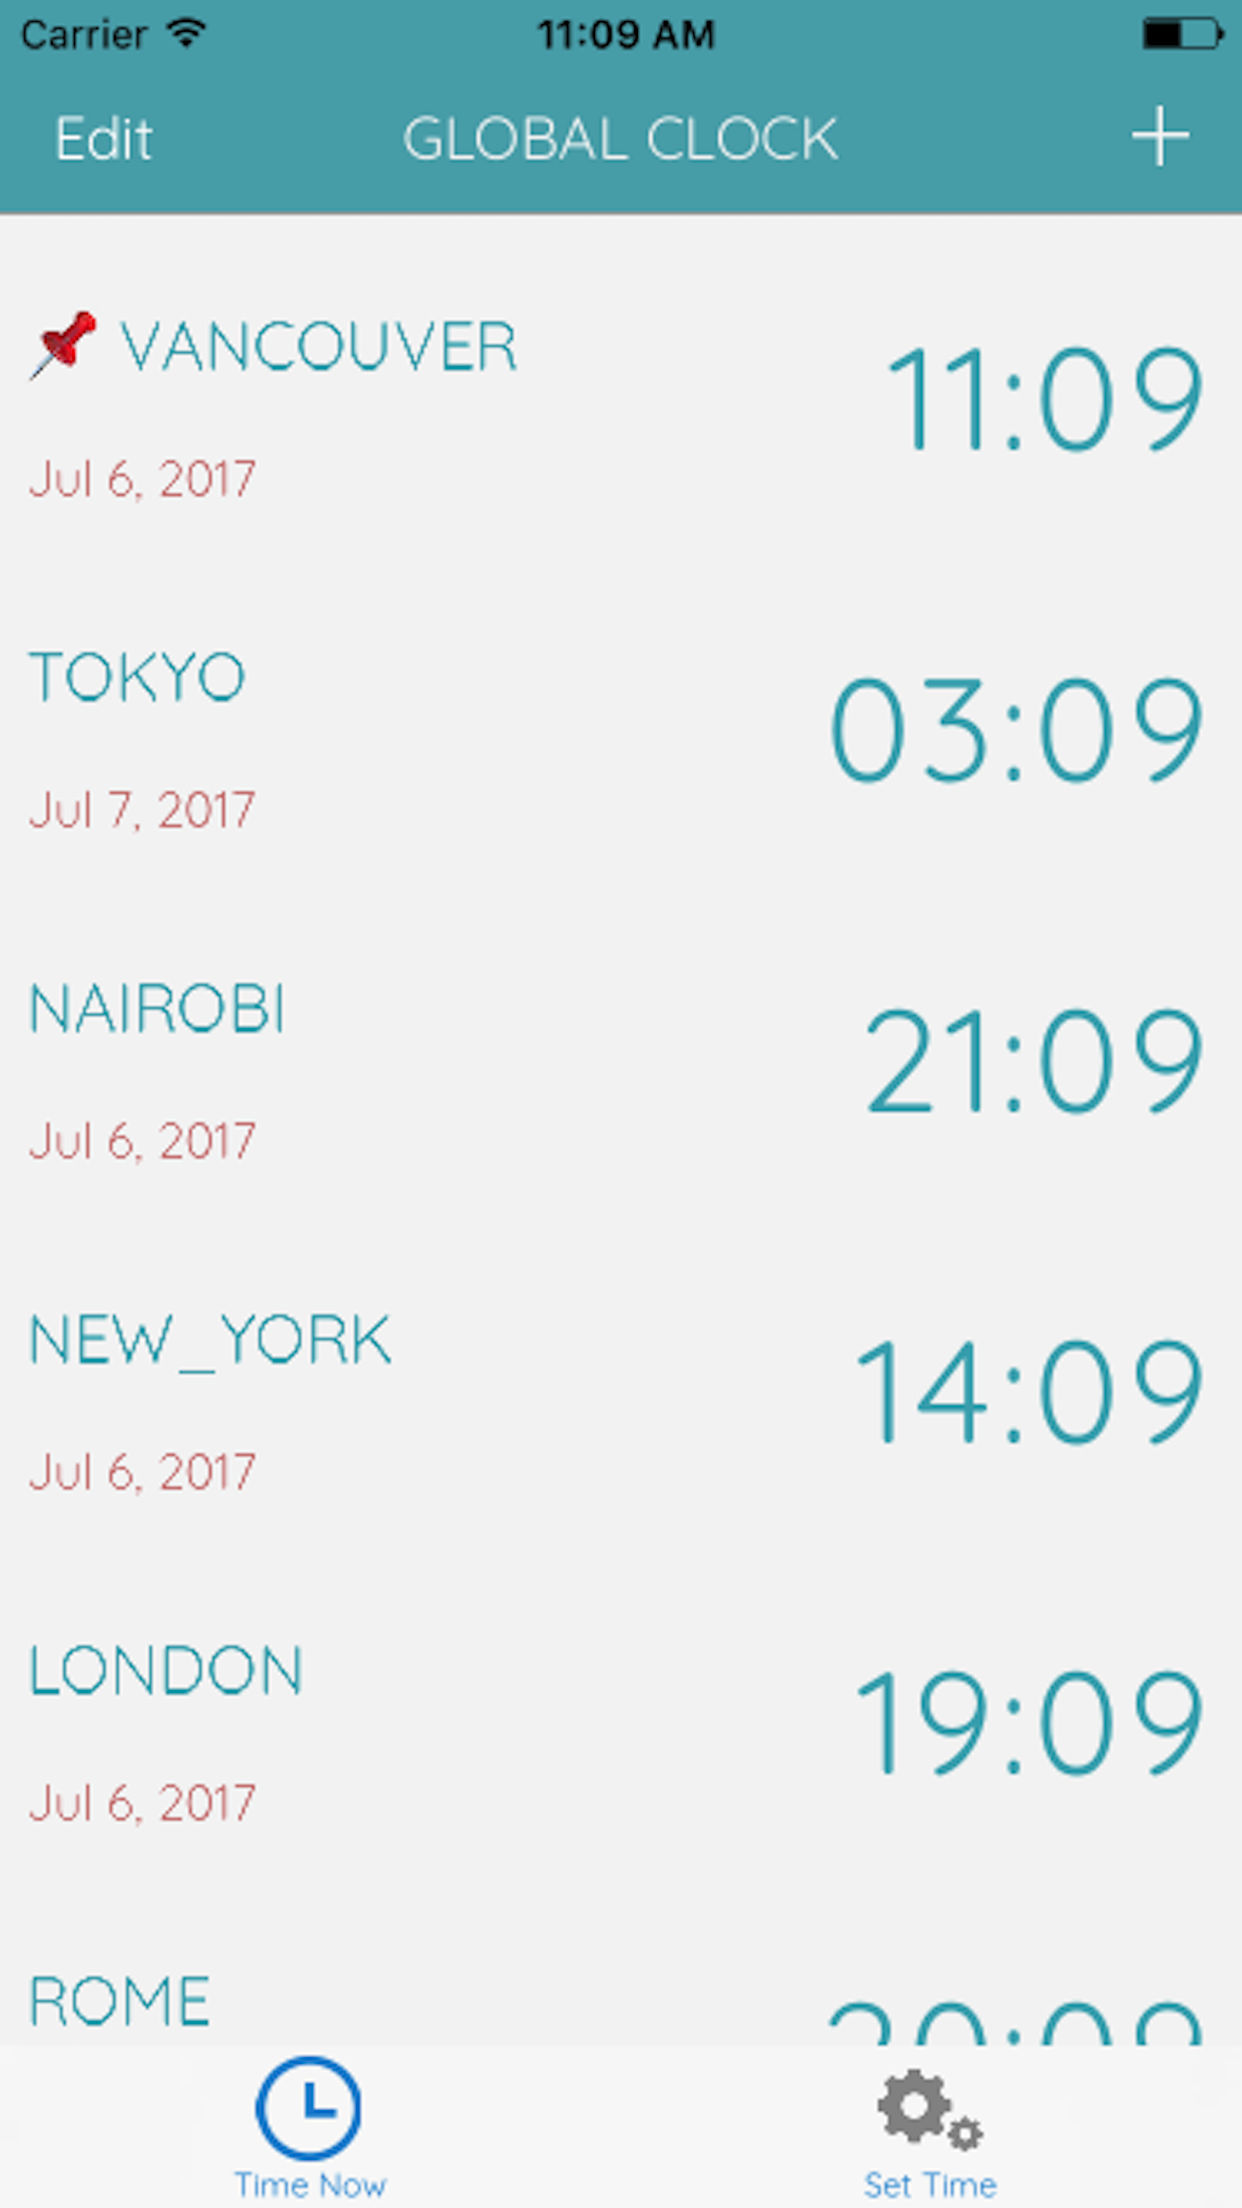 Carrier 11:09 AM
Edit GLOBAL CLOCK +
VANCOUVER
11:09
Jul 6, 2017
TOKYO
03:09
Jul 7, 2017
NAIROBI
21:09
Jul 6, 2017
NEW_YORK
14:09
Jul 6, 2017
LONDON
19:09
Jul 6, 2017
ROME
Time Now Set Time